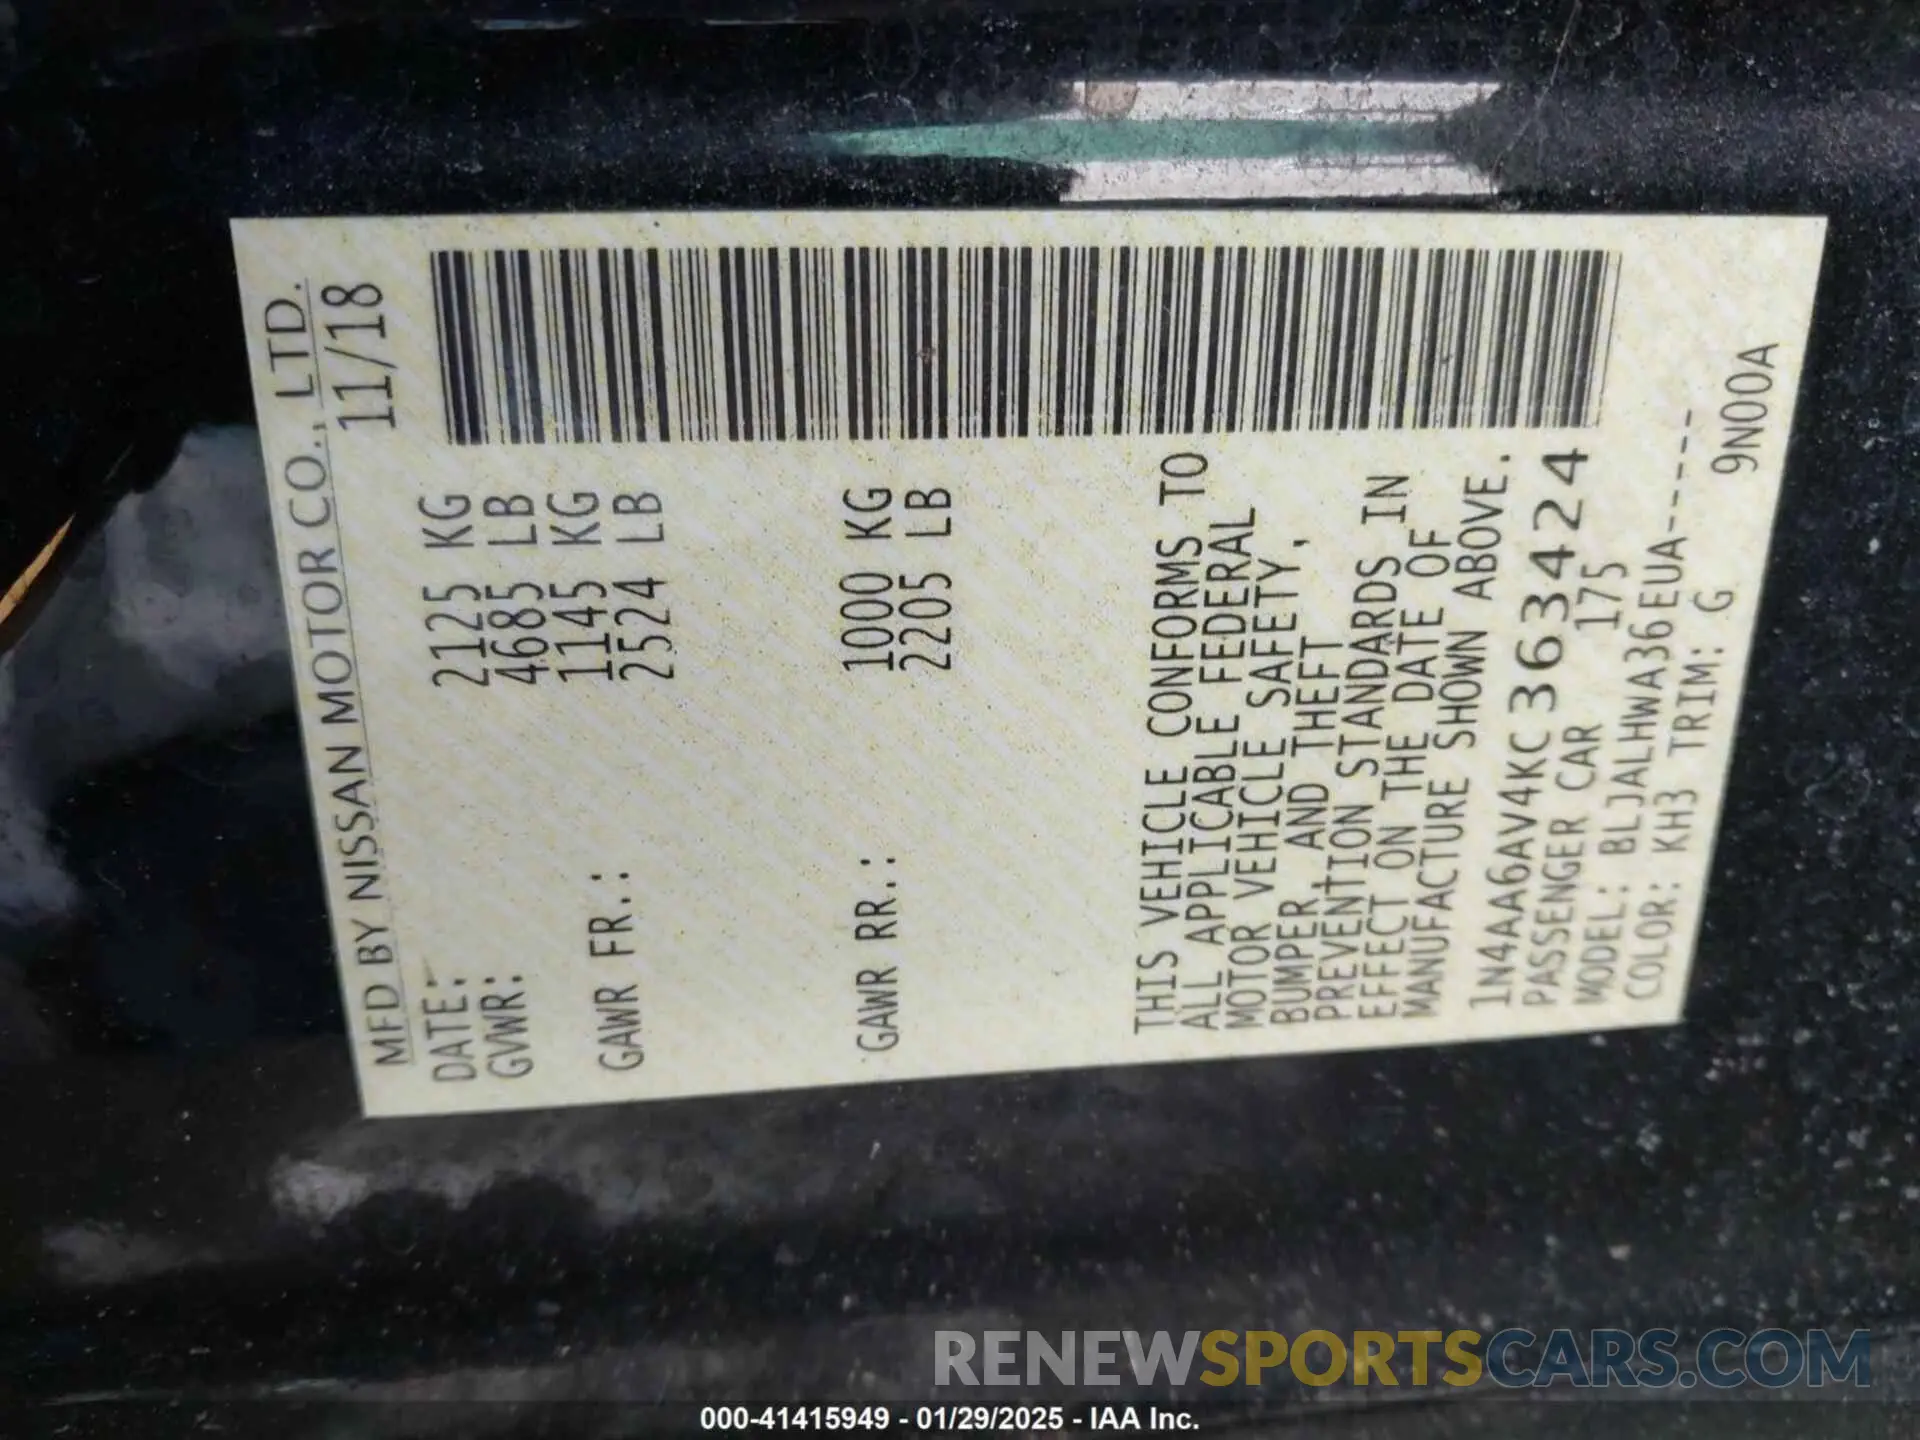 MFD BY NISSAN MOTOR CO., LTD.
DATE: 11/18
GVWR: 2125 KG
4685 LB
1145 KG
GAWR FR.: 2524 LB
GAWR RR.: 1000 KG
2205 LB
THIS VEHICLE CONFORMS TO
ALL APPLICABLE FEDERAL
MOTOR VEHICLE SAFETY,
BUMPER, AND THEFT
PREVENTION STANDARDS IN
EFFECT ON THE DATE OF
MANUFACTURE SHOWN ABOVE.
1N4AA6AV4KC363424
PASSENGER CAR 175
MODEL: BLJALHWA36EUA-----
COLOR: KH3 TRIM: G 9N00A
RENEWSPORTSCARS.COM
000-41415949 - 01/29/2025 - IAA Inc.